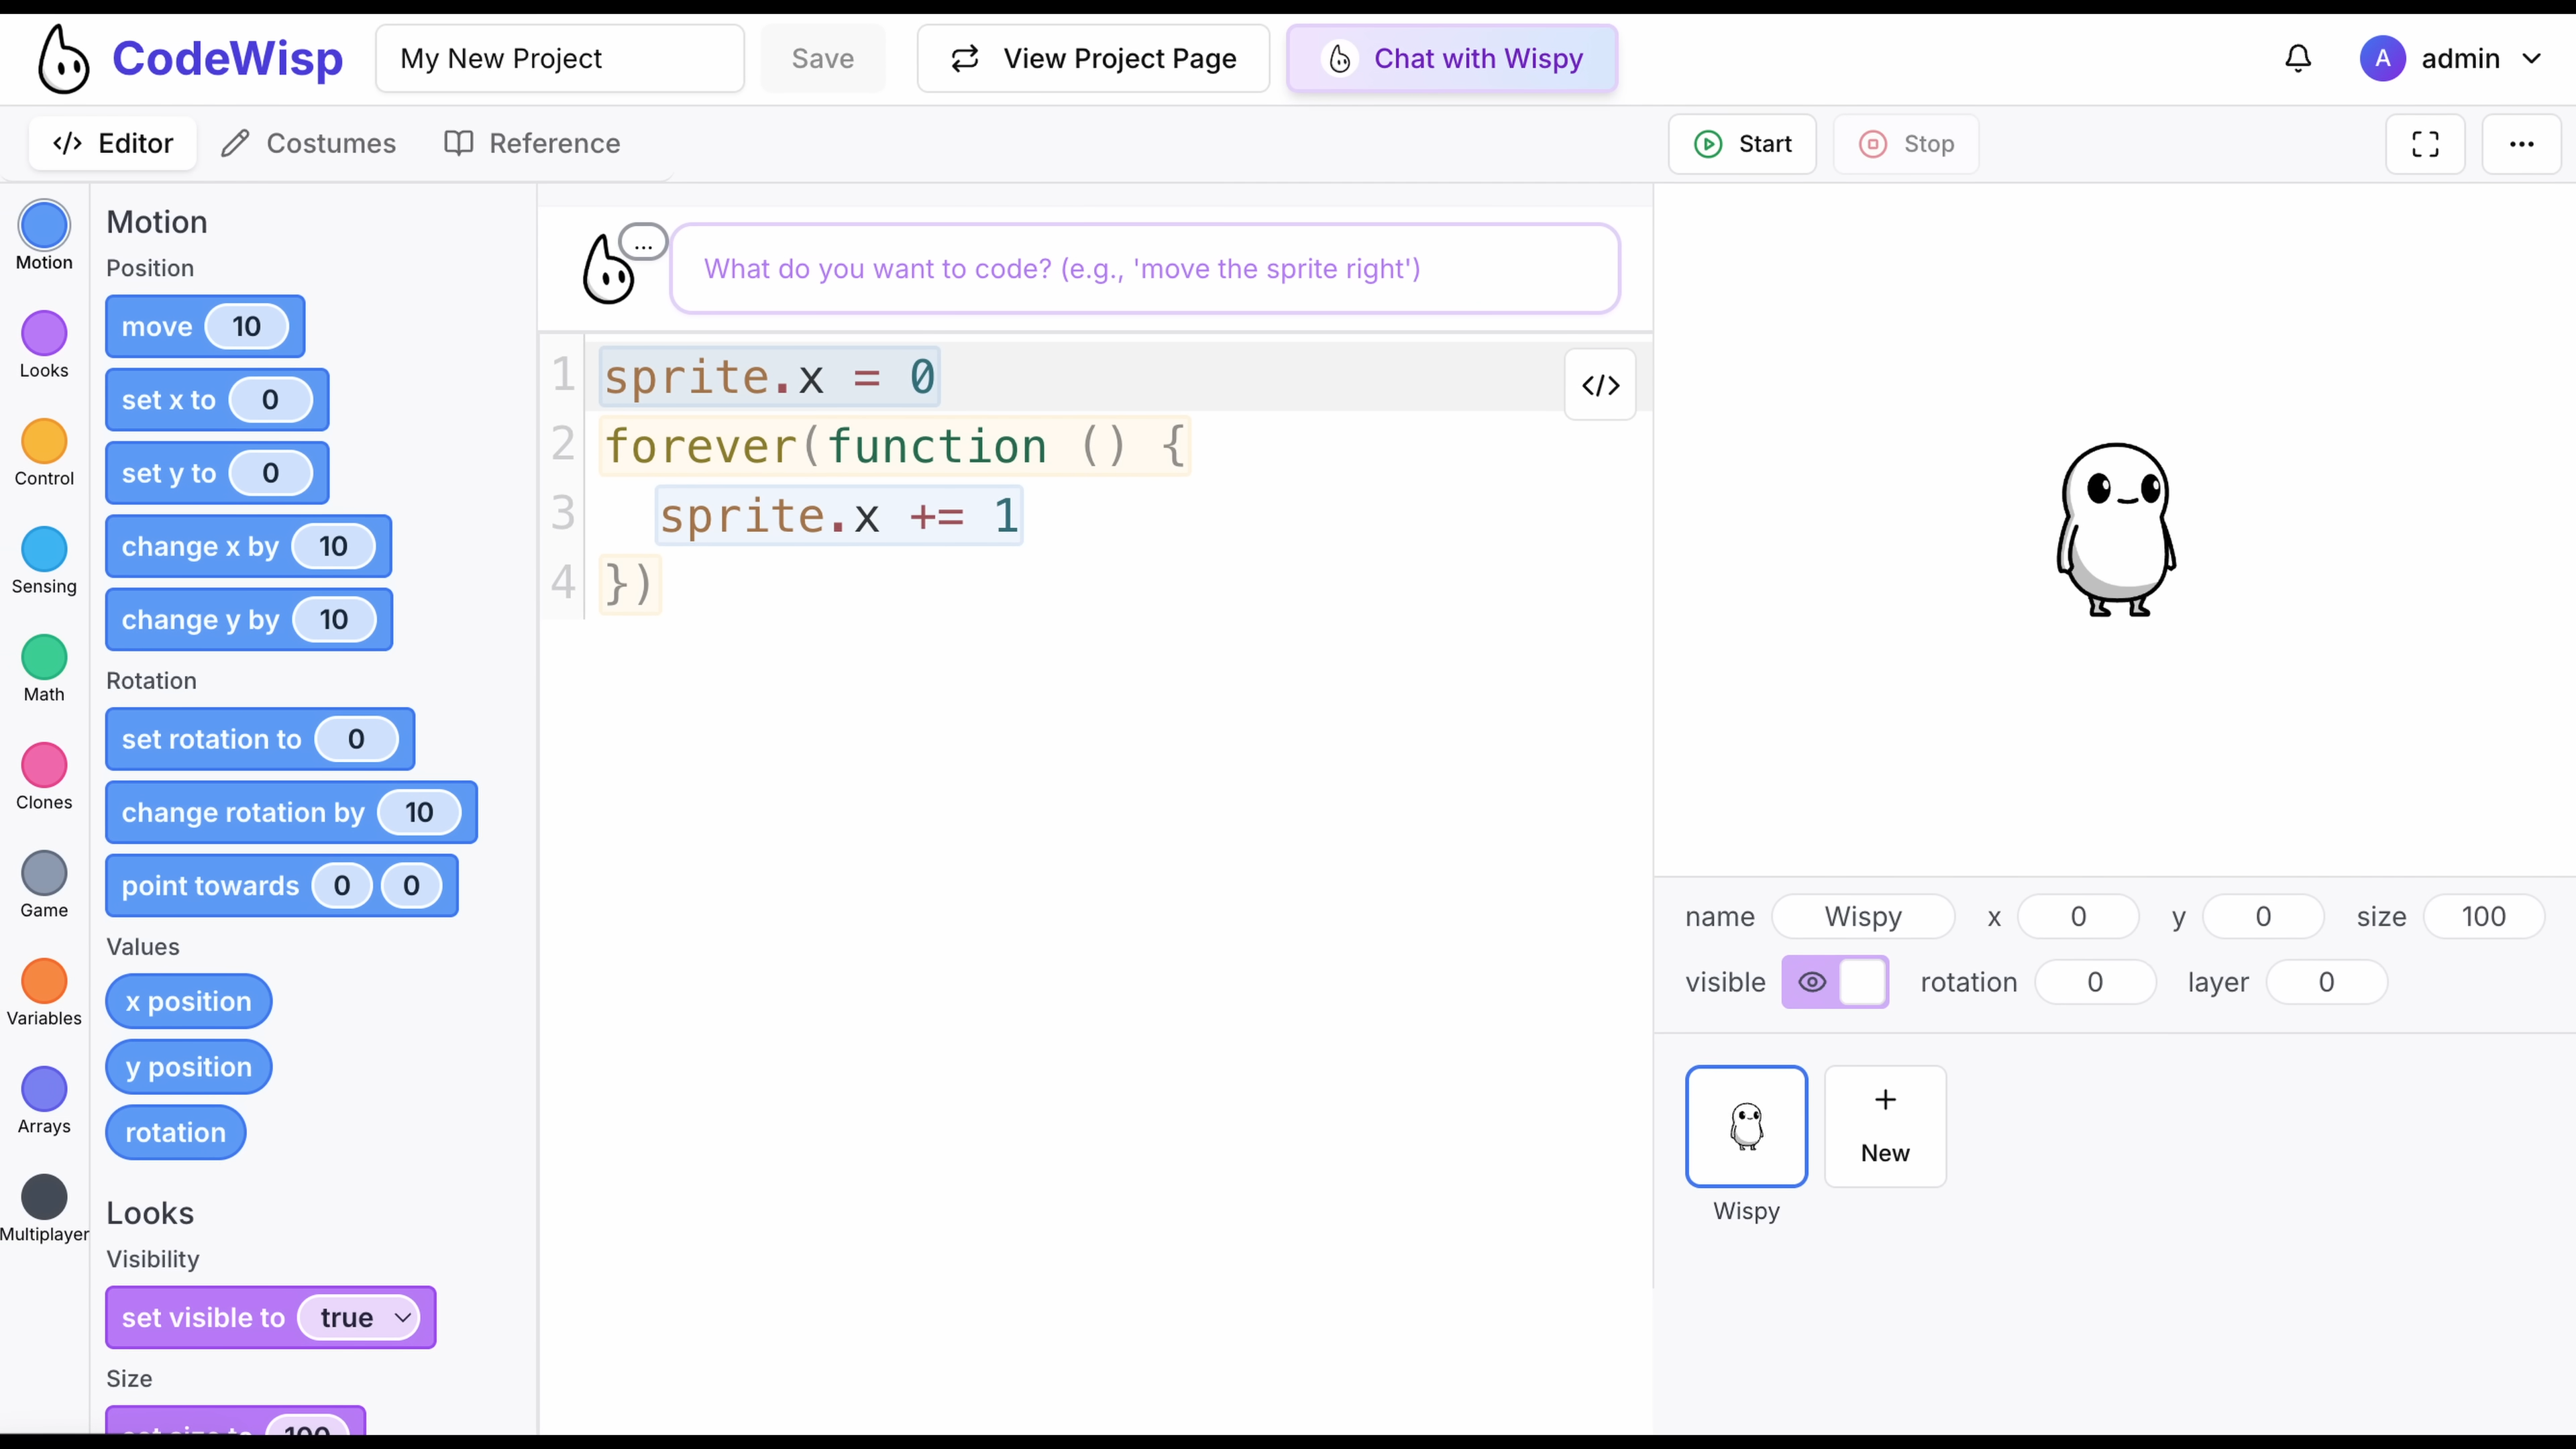 CodeWisp
My New Project
Save
View Project Page
Chat with Wispy
A
admin
Editor
Costumes
Reference
Start
Stop
...
Motion
Looks
Control
Sensing
Math
Clones
Game
Variables
Arrays
Multiplayer
Motion
Position
move 10
set x to 0
set y to 0
change x by 10
change y by 10
Rotation
set rotation to 0
change rotation by 10
point towards 0 0
Values
x position
y position
rotation
Looks
Visibility
set visible to true
Size
set size to 100
...
What do you want to code? (e.g., 'move the sprite right')
</>
1 sprite.x = 0
2 forever(function () {
3 sprite.x += 1
4 })
name Wispy x 0 y 0 size 100
visible rotation 0 layer 0
+
New
Wispy